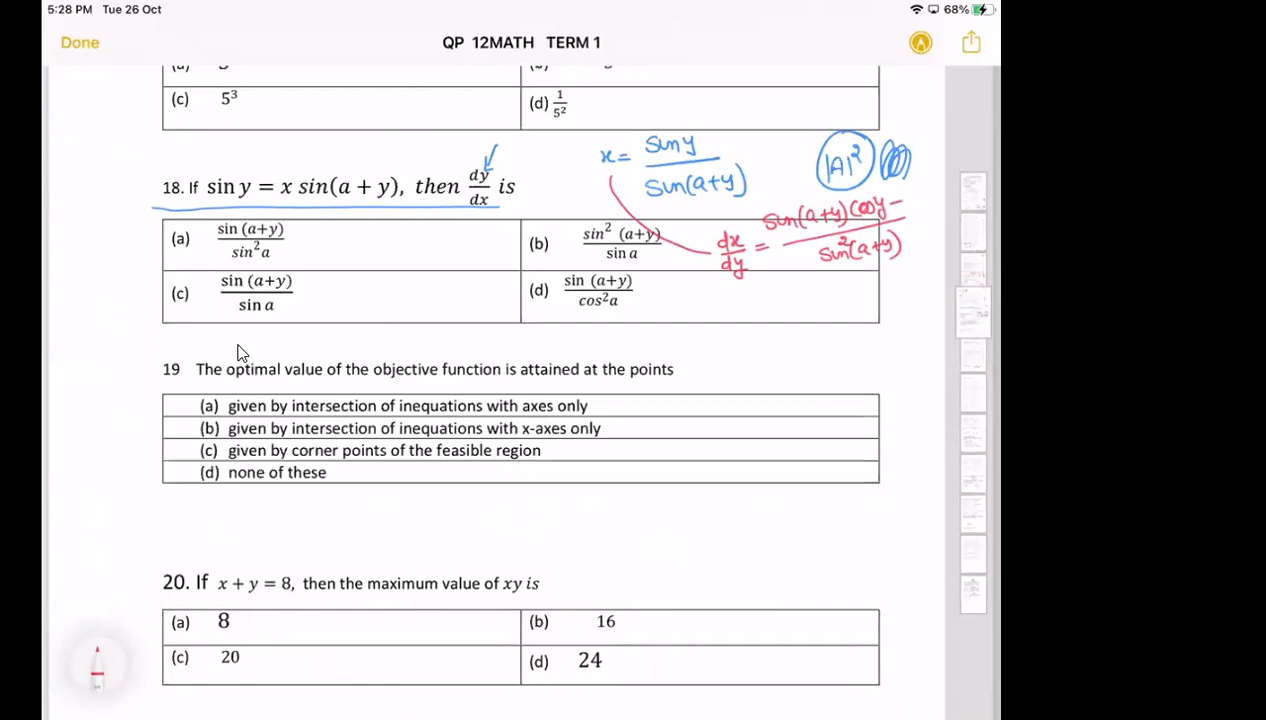 5:28 PM Tue 26 Oct
68%
Done
QP 12MATH TERM 1
(c) 5³
(d) 1/5²
x = sin y / sin(a+y)
|A|²
18. If sin y = x sin(a + y), then dy/dx is
dx/dy = sin(a+y) cos y − / sin²(a+y)
(a) sin (a+y) / sin²a
(b) sin² (a+y) / sin a
(c) sin (a+y) / sin a
(d) sin (a+y) / cos²a
19 The optimal value of the objective function is attained at the points
(a) given by intersection of inequations with axes only
(b) given by intersection of inequations with x-axes only
(c) given by corner points of the feasible region
(d) none of these
20. If x + y = 8, then the maximum value of xy is
(a) 8
(b) 16
(c) 20
(d) 24